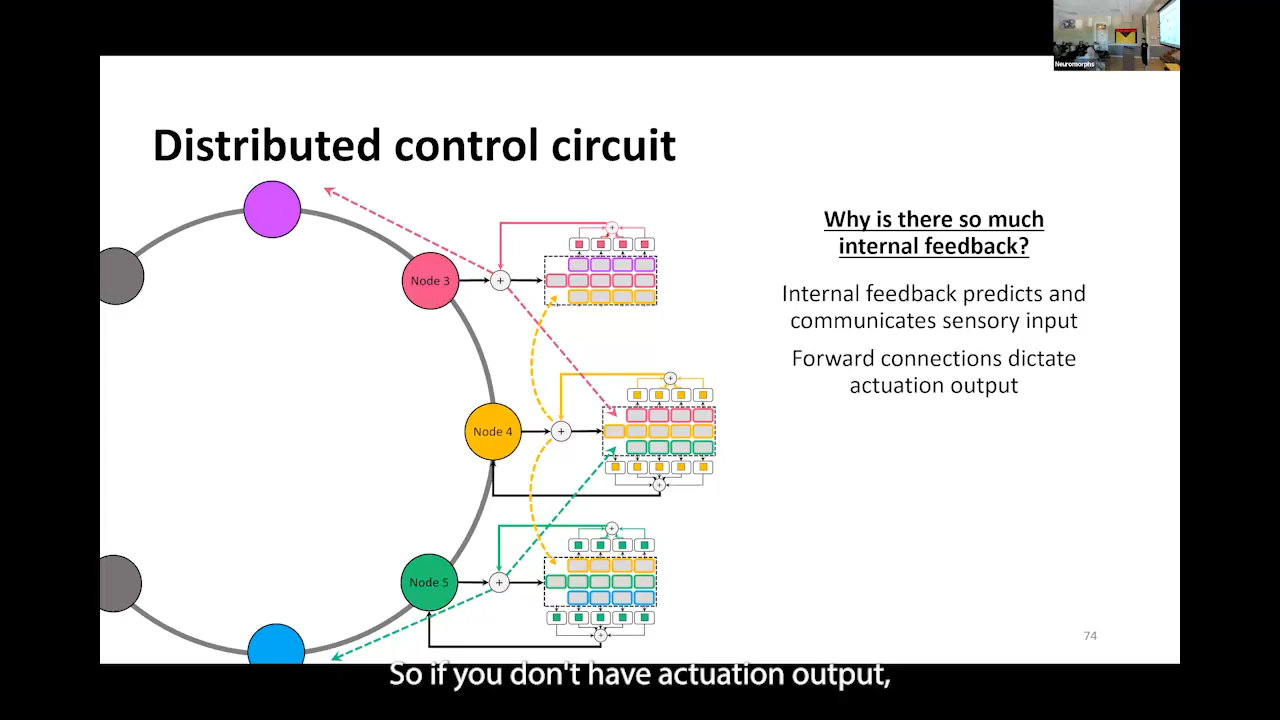 Neuromorphs
Distributed control circuit
Why is there so much
internal feedback?
Internal feedback predicts and
communicates sensory input
Forward connections dictate
actuation output
Node 3
+
+
Node 4
+
+
Node 5
+
+
+
+
74
So if you don't have actuation output,